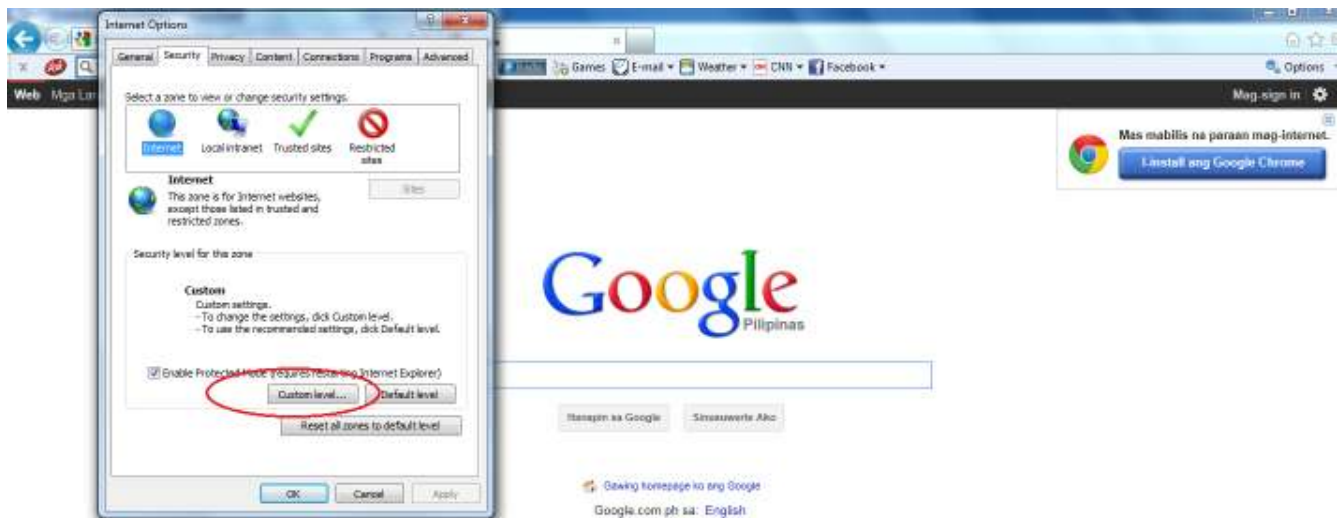 Internet Options
General Security Privacy Content Connections Programs Advanced
Games E-mail Weather CNN Facebook Options
Web Mag-sign in
Select a zone to view or change security settings.
Internet Local intranet Trusted sites Restricted sites
Mas mabilis na paraan mag-internet.
I-install ang Google Chrome
Internet
Sites
This zone is for Internet websites,
except those listed in trusted and
restricted zones.
Security level for this zone
Custom
Custom settings.
- To change the settings, click Custom level.
- To use the recommended settings, click Default level.
Google
Pilipinas
Enable Protected Mode (requires restarting Internet Explorer)
Custom level... Default level
Reset all zones to default level
Hanapin sa Google Sinusuwerte Ako
OK Cancel Apply
Gawing homepage ko ang Google
Google.com.ph sa: English